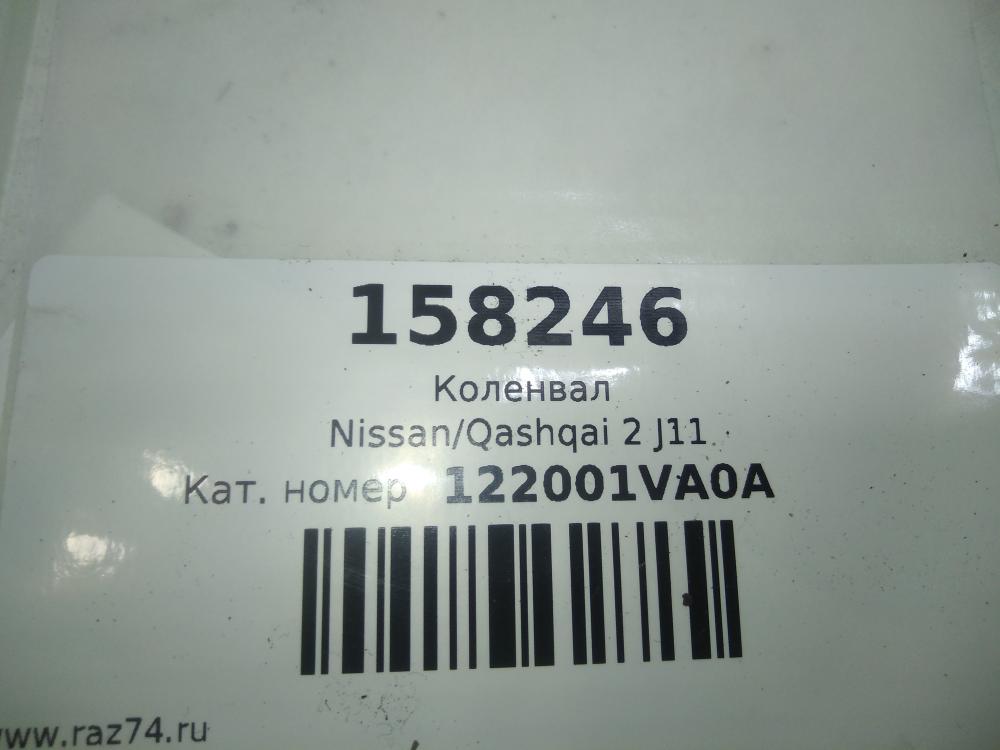 158246
Коленвал
Nissan/Qashqai 2 J11
Кат. номер 122001VA0A
www.raz74.ru